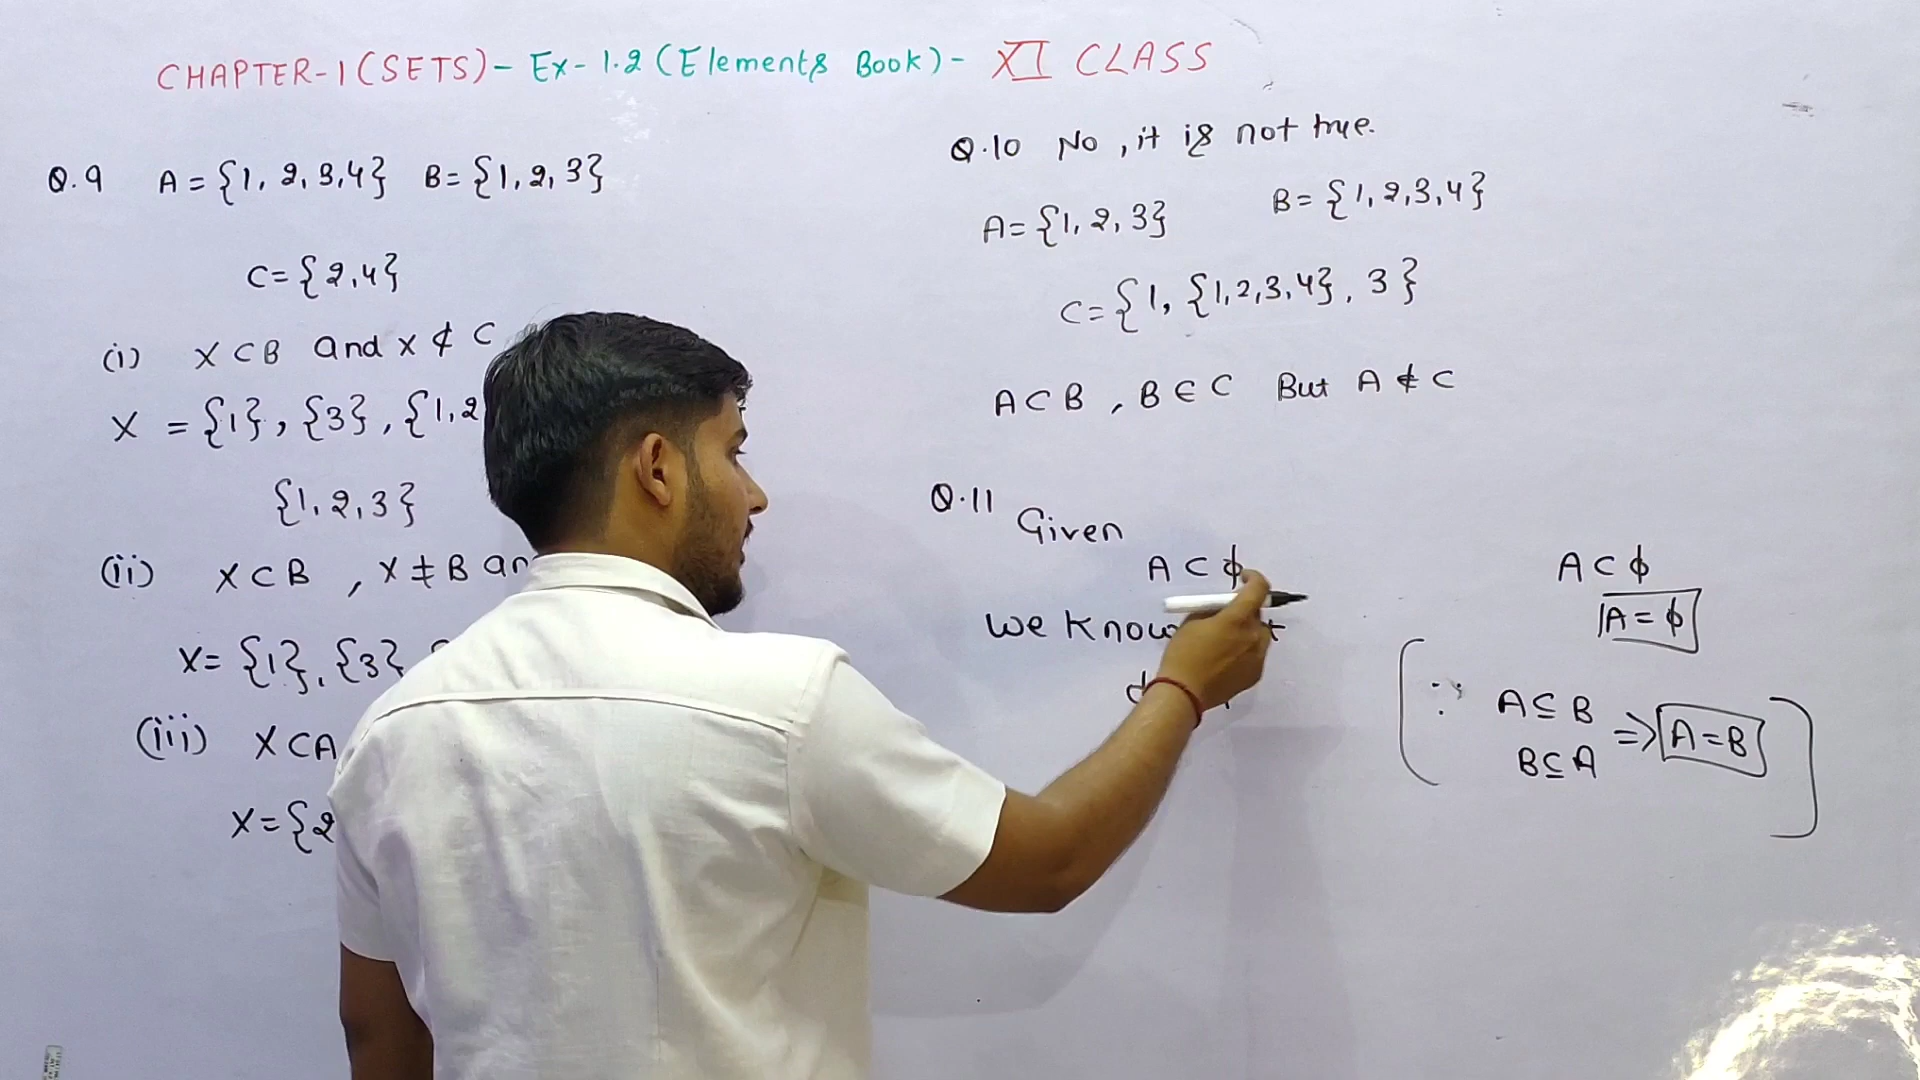 CHAPTER-1 (SETS) - Ex-1.2 (Elements Book) - XI CLASS
Q.9 A = {1, 2, 3, 4} B = {1, 2, 3}
C = {2, 4}
(i) X ⊂ B and X ⊄ C
X = {1}, {3}, {1, 2
{1, 2, 3}
(ii) X ⊂ B , X ≠ B
X = {1}, {3}
(iii) X ⊂ A
X = {2
Q.10 No, it is not true.
A = {1, 2, 3} B = {1, 2, 3, 4}
C = {1, {1, 2, 3, 4}, 3}
A ⊂ B , B ∈ C But A ⊄ C
Q.11 Given
A ⊂ ϕ
We know
A ⊂ ϕ
A = ϕ
∵ A ⊆ B
B ⊆ A ⇒ A = B